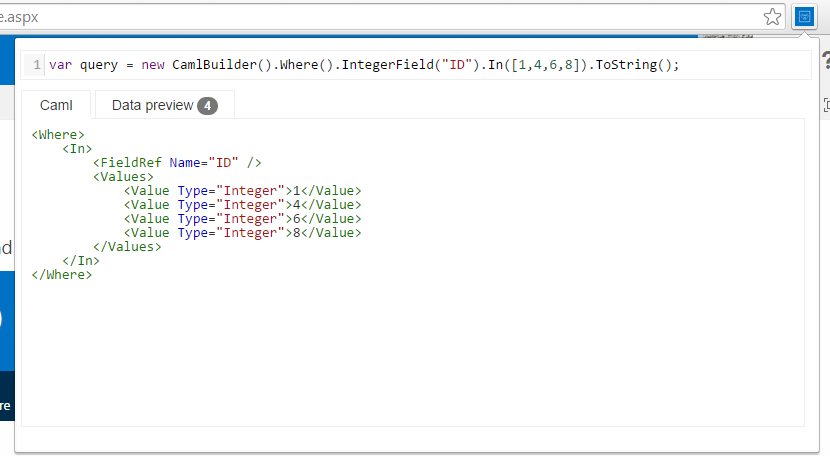 e.aspx
1 var query = new CamlBuilder().Where().IntegerField("ID").In([1,4,6,8]).ToString();
Caml Data preview 4
<Where>
    <In>
        <FieldRef Name="ID" />
        <Values>
            <Value Type="Integer">1</Value>
            <Value Type="Integer">4</Value>
            <Value Type="Integer">6</Value>
            <Value Type="Integer">8</Value>
        </Values>
    </In>
</Where>
?
nd
re